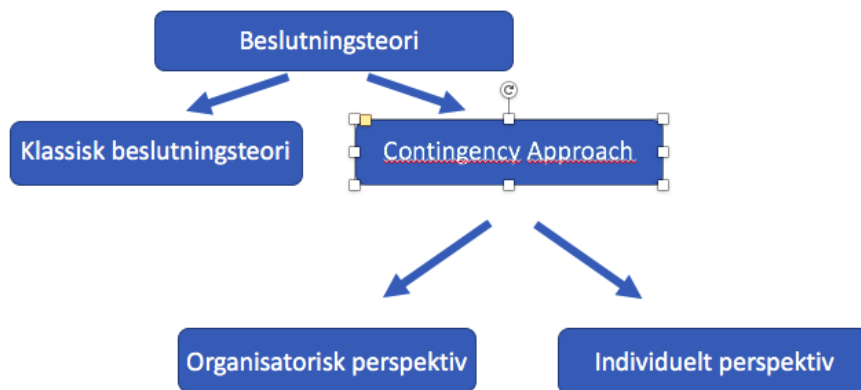 Beslutningsteori
Klassisk beslutningsteori
Contingency Approach
Organisatorisk perspektiv
Individuelt perspektiv